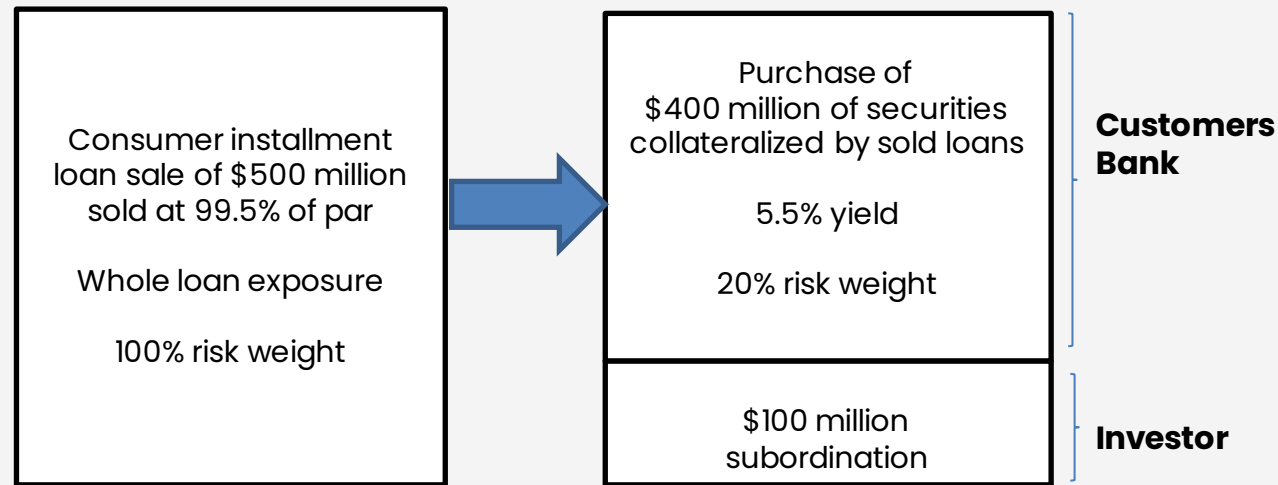 Consumer installment
loan sale of $500 million
sold at 99.5% of par
Whole loan exposure
100% risk weight
Purchase of
$400 million of securities
collateralized by sold loans
5.5% yield
20% risk weight
Customers
Bank
$100 million
subordination
Investor